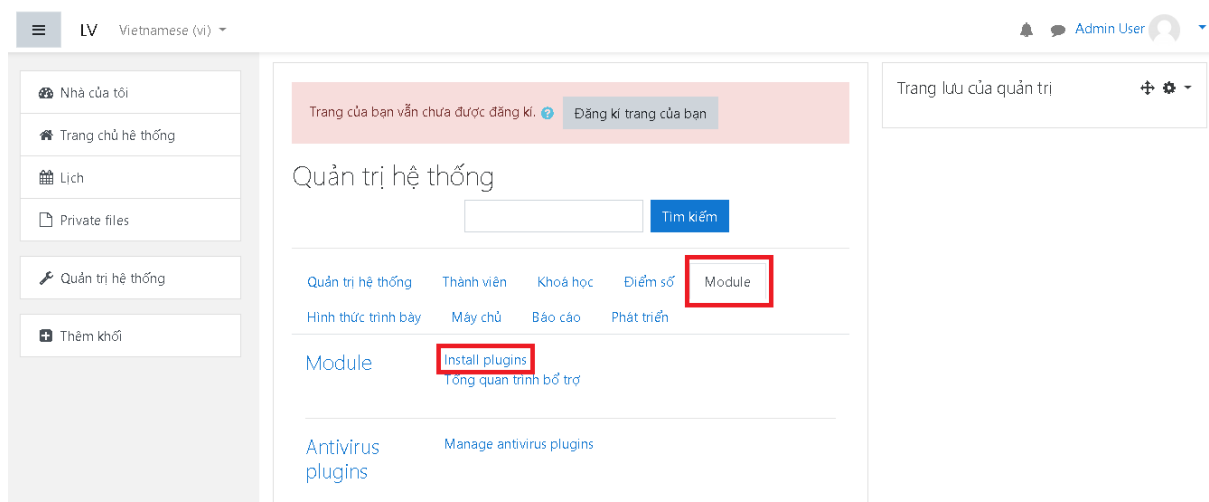 LV Vietnamese (vi)
Admin User
Nhà của tôi
Trang chủ hệ thống
Lịch
Private files
Quản trị hệ thống
Thêm khối
Trang của bạn vẫn chưa được đăng kí. Đăng kí trang của bạn
Quản trị hệ thống
Tìm kiếm
Quản trị hệ thống Thành viên Khoá học Điểm số Module
Hình thức trình bày Máy chủ Báo cáo Phát triển
Module
Install plugins
Tổng quan trình bổ trợ
Antivirus
plugins
Manage antivirus plugins
Trang lưu của quản trị